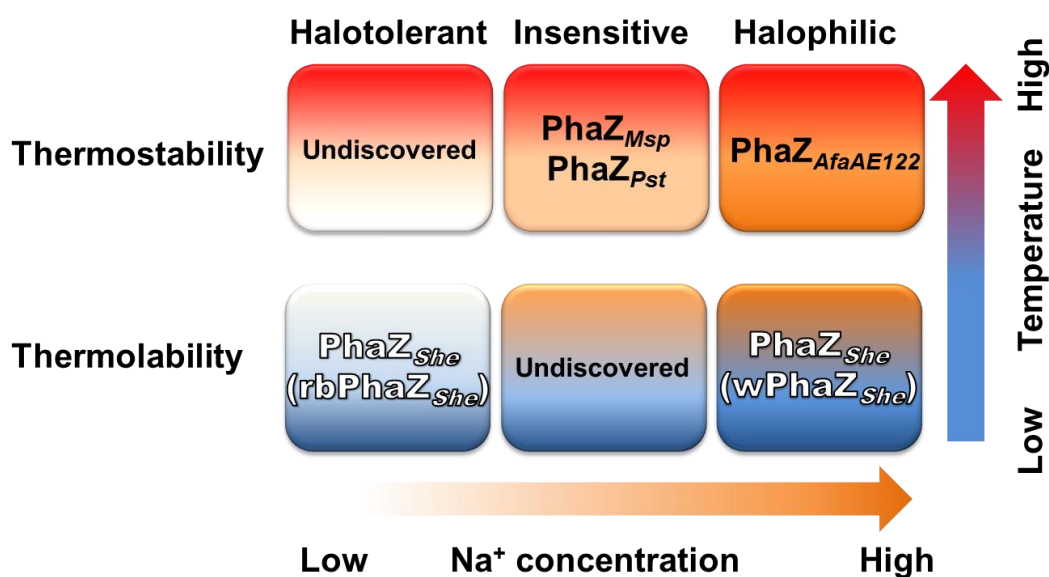 Halotolerant Insensitive Halophilic
Thermostability
Undiscovered
PhaZMsp
PhaZPst
PhaZAfaAE122
Thermolability
PhaZShe
(rbPhaZShe)
Undiscovered
PhaZShe
(wPhaZShe)
High
Temperature
Low
Low Na⁺ concentration High